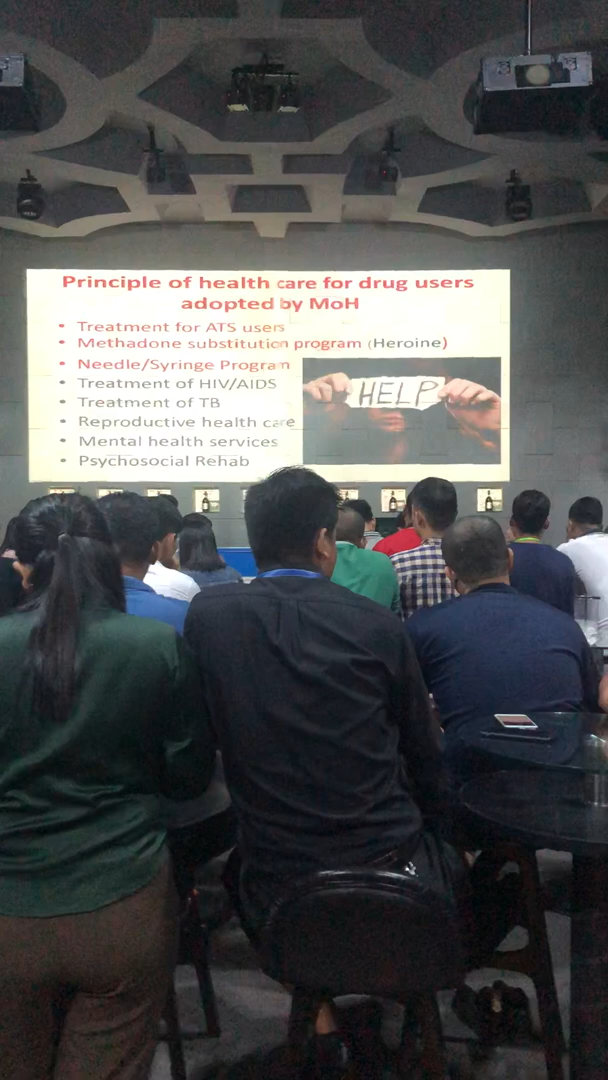 Principle of health care for drug users
adopted by MoH
• Treatment for ATS users
• Methadone substitution program (Heroine)
• Needle/Syringe Program
• Treatment of HIV/AIDS
• Treatment of TB
• Reproductive health care
• Mental health services
• Psychosocial Rehab
HELP